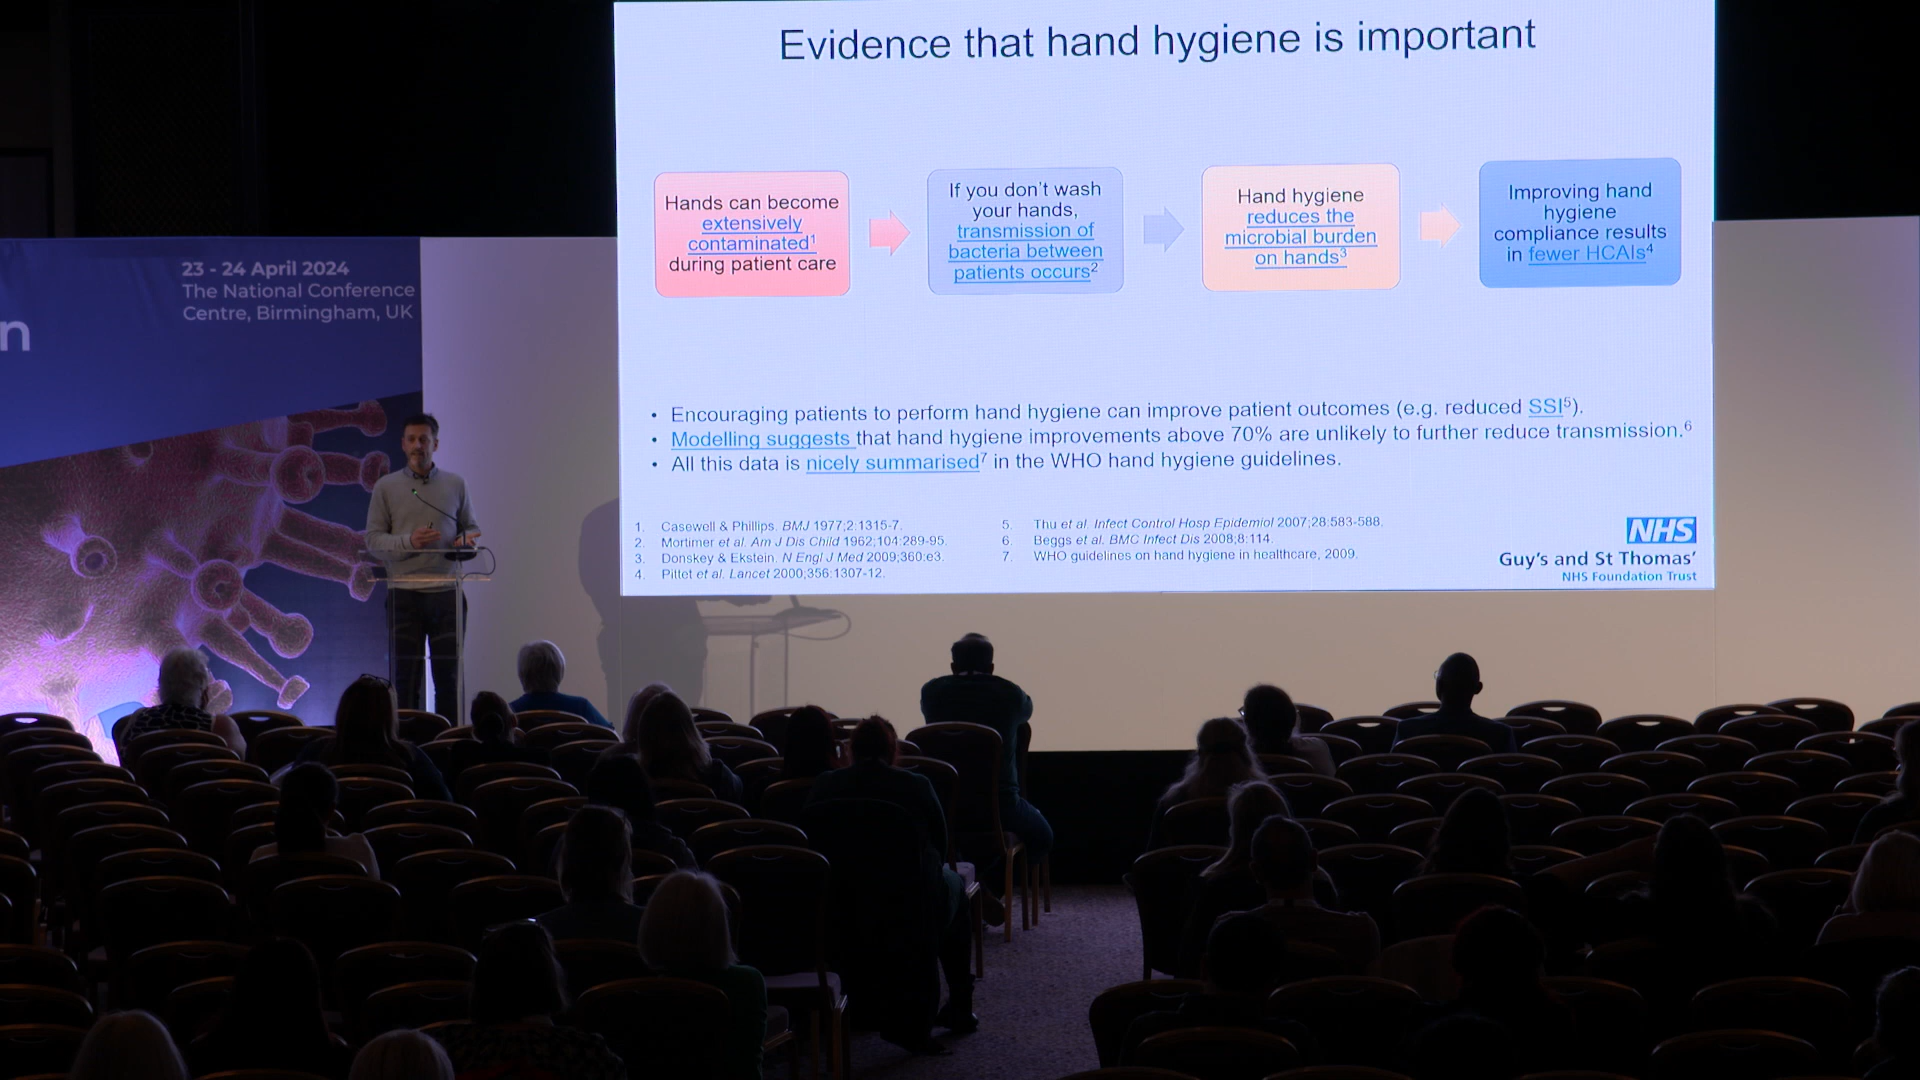 Evidence that hand hygiene is important
Hands can become
extensively
contaminated1
during patient care
If you don't wash
your hands,
transmission of
bacteria between
patients occurs2
Hand hygiene
reduces the
microbial burden
on hands3
Improving hand
hygiene
compliance results
in fewer HCAIs4
• Encouraging patients to perform hand hygiene can improve patient outcomes (e.g. reduced SSI5).
• Modelling suggests that hand hygiene improvements above 70% are unlikely to further reduce transmission.6
• All this data is nicely summarised7 in the WHO hand hygiene guidelines.
1. Casewell & Phillips. BMJ 1977;2:1315-7.
2. Mortimer et al. Am J Dis Child 1962;104:289-95.
3. Donskey & Ekstein. N Engl J Med 2009;360:e3.
4. Pittet et al. Lancet 2000;356:1307-12.
5. Thu et al. Infect Control Hosp Epidemiol 2007;28:583-588.
6. Beggs et al. BMC Infect Dis 2008;8:114.
7. WHO guidelines on hand hygiene in healthcare, 2009.
NHS
Guy's and St Thomas'
NHS Foundation Trust
23 - 24 April 2024
The National Conference
Centre, Birmingham, UK
n